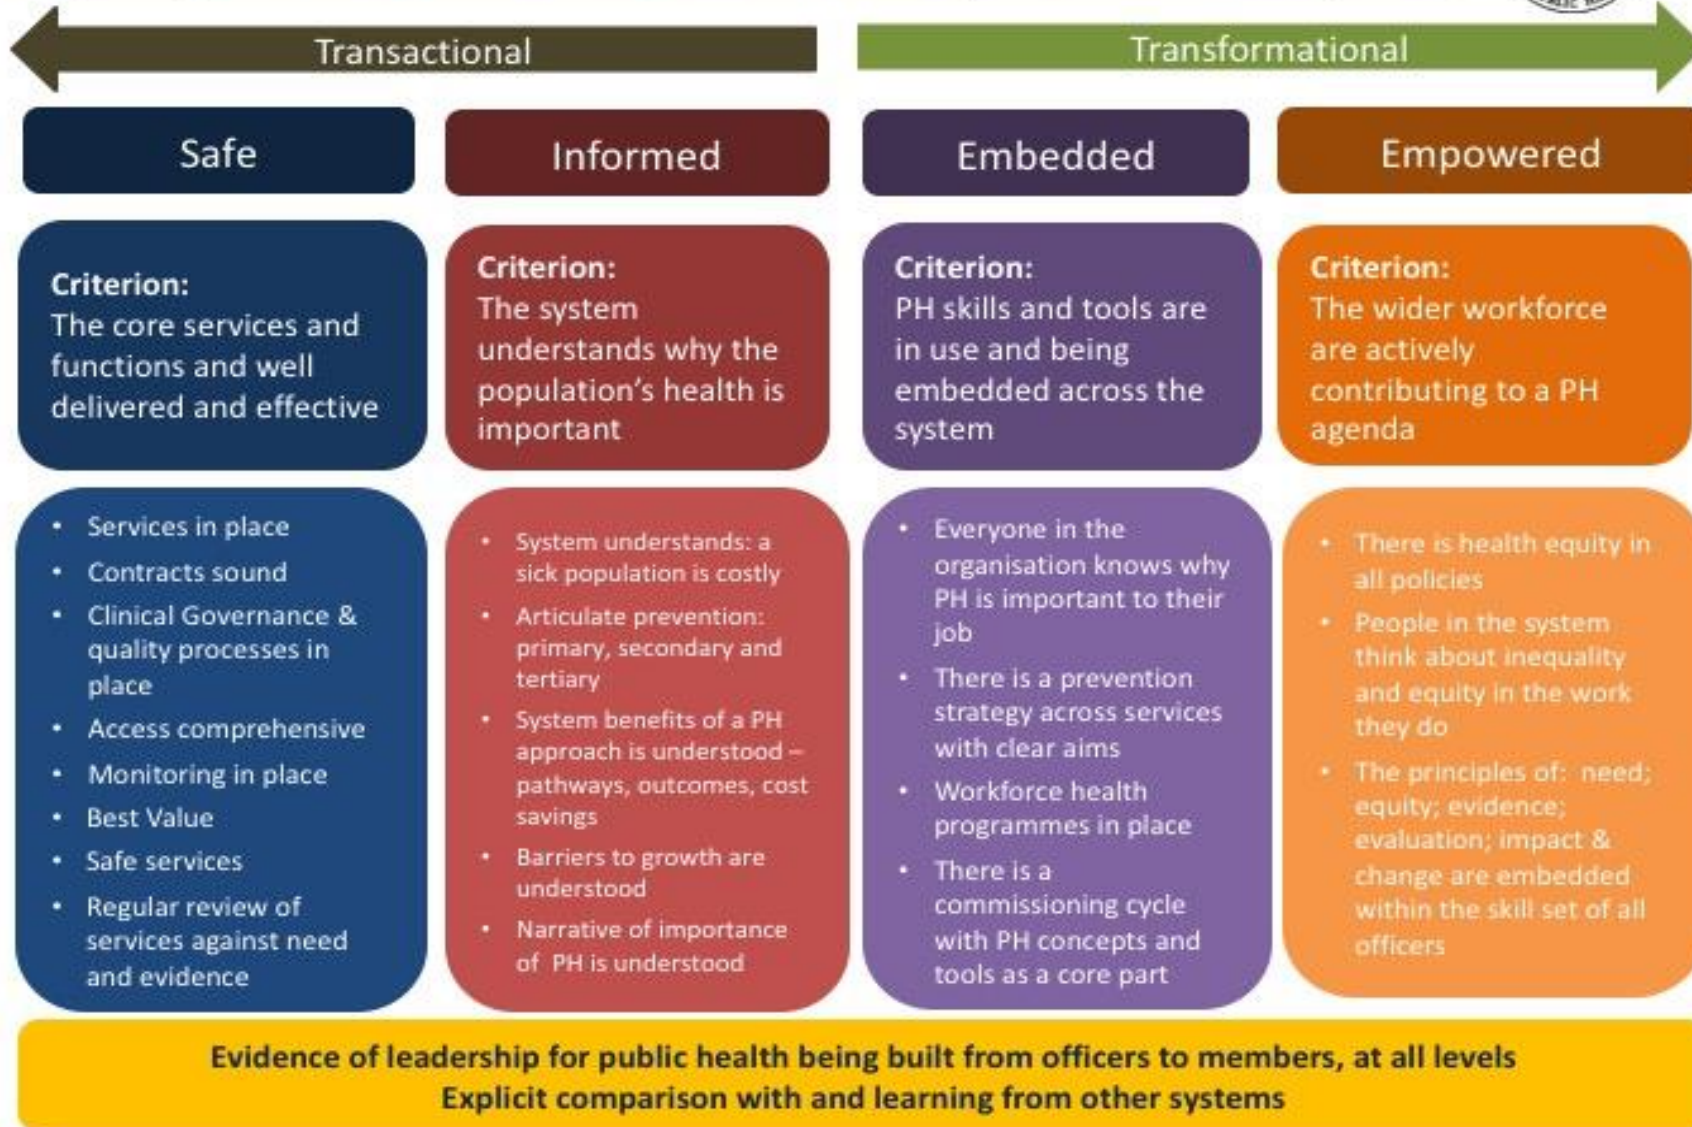 Transactional
Transformational
Safe
Informed
Embedded
Empowered
Criterion:
The core services and
functions and well
delivered and effective
Criterion:
The system
understands why the
population's health is
important
Criterion:
PH skills and tools are
in use and being
embedded across the
system
Criterion:
The wider workforce
are actively
contributing to a PH
agenda
• Services in place
• Contracts sound
• Clinical Governance &
quality processes in
place
• Access comprehensive
• Monitoring in place
• Best Value
• Safe services
• Regular review of
services against need
and evidence
• System understands: a
sick population is costly
• Articulate prevention:
primary, secondary and
tertiary
• System benefits of a PH
approach is understood –
pathways, outcomes, cost
savings
• Barriers to growth are
understood
• Narrative of importance
of PH is understood
• Everyone in the
organisation knows why
PH is important to their
job
• There is a prevention
strategy across services
with clear aims
• Workforce health
programmes in place
• There is a
commissioning cycle
with PH concepts and
tools as a core part
• There is health equity in
all policies
• People in the system
think about inequality
and equity in the work
they do
• The principles of: need;
equity; evidence;
evaluation; impact &
change are embedded
within the skill set of all
officers
Evidence of leadership for public health being built from officers to members, at all levels
Explicit comparison with and learning from other systems